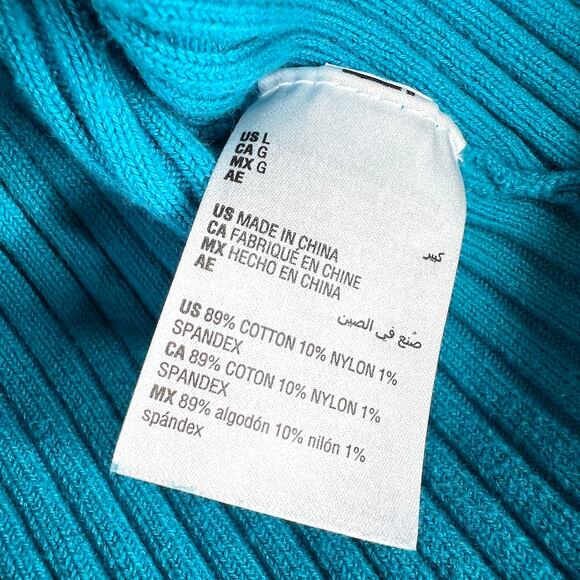 US L
CA G
MX G
AE كبير
US MADE IN CHINA
CA FABRIQUÉ EN CHINE
MX HECHO EN CHINA
AE صُنع في الصين
US 89% COTTON 10% NYLON 1%
SPANDEX
CA 89% COTON 10% NYLON 1%
SPANDEX
MX 89% algodón 10% nilón 1%
spándex